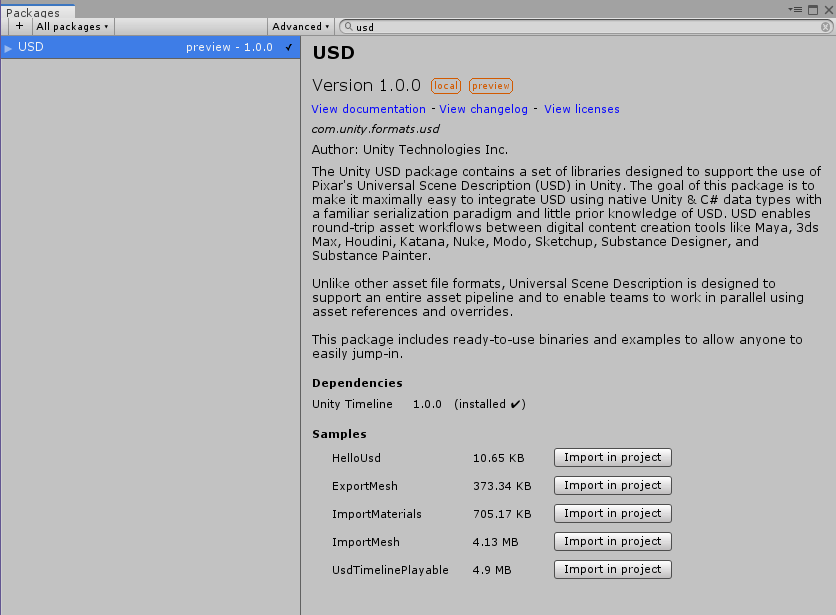 Packages
+ All packages Advanced usd
USD preview - 1.0.0 ✔
USD
Version 1.0.0 local preview
View documentation - View changelog - View licenses
com.unity.formats.usd
Author: Unity Technologies Inc.
The Unity USD package contains a set of libraries designed to support the use of
Pixar's Universal Scene Description (USD) in Unity. The goal of this package is to
make it maximally easy to integrate USD using native Unity & C# data types with
a familiar serialization paradigm and little prior knowledge of USD. USD enables
round-trip asset workflows between digital content creation tools like Maya, 3ds
Max, Houdini, Katana, Nuke, Modo, Sketchup, Substance Designer, and
Substance Painter.
Unlike other asset file formats, Universal Scene Description is designed to
support an entire asset pipeline and to enable teams to work in parallel using
asset references and overrides.
This package includes ready-to-use binaries and examples to allow anyone to
easily jump-in.
Dependencies
Unity Timeline 1.0.0 (installed ✔)
Samples
HelloUsd 10.65 KB Import in project
ExportMesh 373.34 KB Import in project
ImportMaterials 705.17 KB Import in project
ImportMesh 4.13 MB Import in project
UsdTimelinePlayable 4.9 MB Import in project